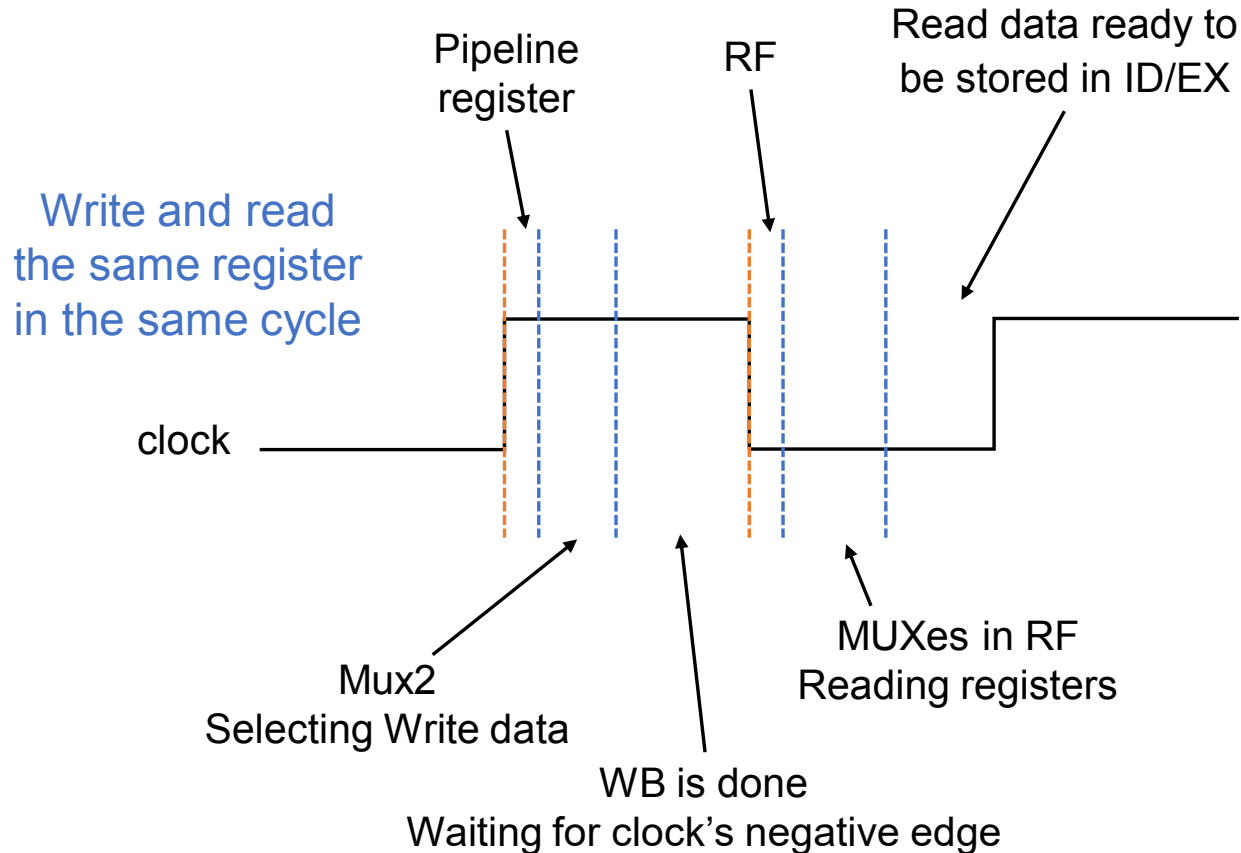 Pipeline
register
RF
Read data ready to
be stored in ID/EX
Write and read
the same register
in the same cycle
clock
Mux2
Selecting Write data
MUXes in RF
Reading registers
WB is done
Waiting for clock’s negative edge